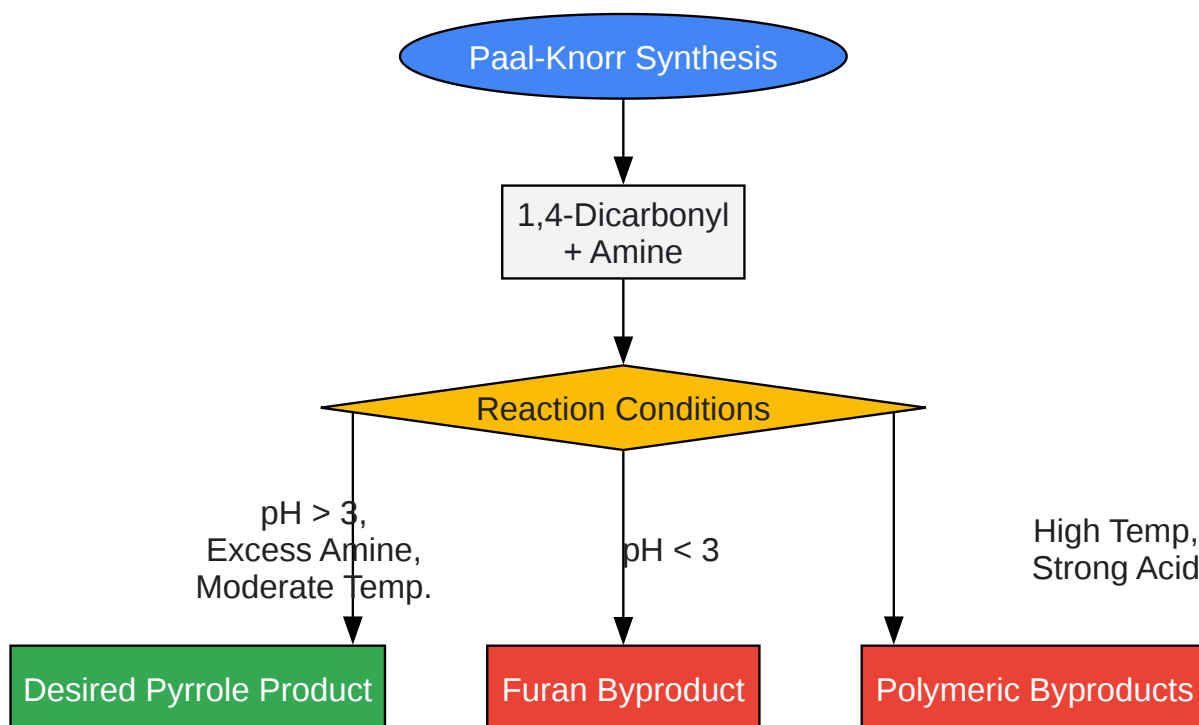 Paal-Knorr Synthesis
1,4-Dicarbonyl
+ Amine
Reaction Conditions
pH > 3,
Excess Amine,
Moderate Temp.
pH < 3
High Temp,
Strong Acid
Desired Pyrrole Product
Furan Byproduct
Polymeric Byproducts